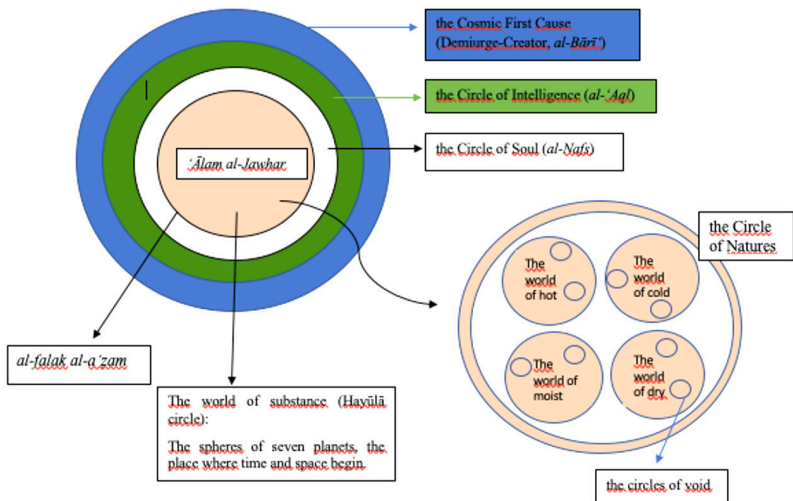 the Cosmic First Cause
(Demiurge-Creator, al-Bārī‘)
the Circle of Intelligence (al-‘Aql)
the Circle of Soul (al-Nafs)
‘Ālam al-Jawhar
the Circle
of Natures
The
world
of hot
The
world
of cold
The
world of
moist
The
world
of dry
al-falak al-a‘ẓam
The world of substance (Hayūlā
circle):
The spheres of seven planets, the
place where time and space begin.
the circles of void